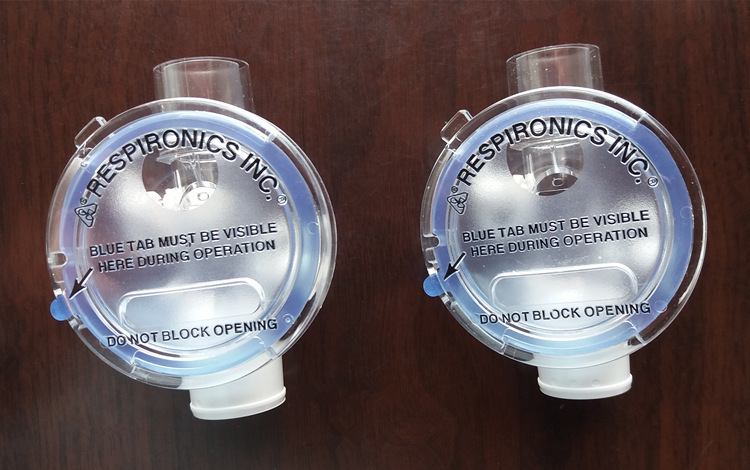 RESPIRONICS INC.®
BLUE TAB MUST BE VISIBLE
HERE DURING OPERATION
DO NOT BLOCK OPENING
RESPIRONICS INC.®
BLUE TAB MUST BE VISIBLE
HERE DURING OPERATION
DO NOT BLOCK OPENING